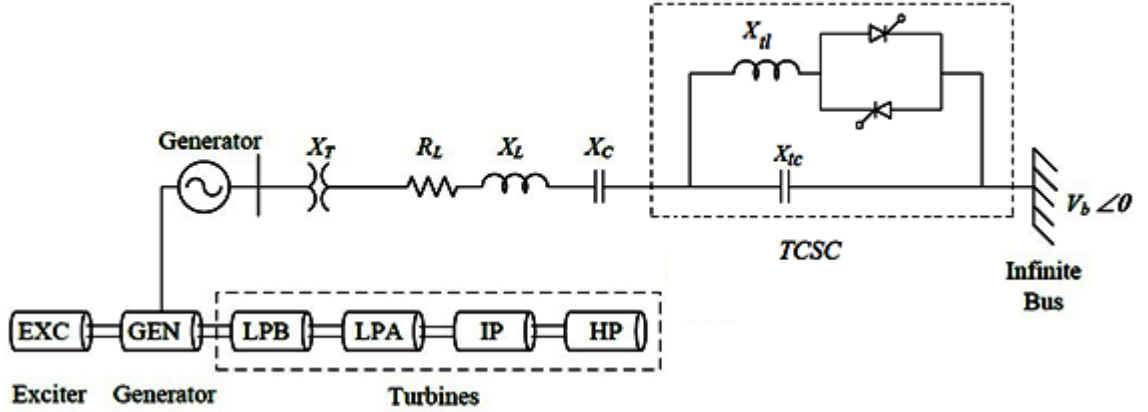 X_tl
Generator
X_T
R_L
X_L
X_C
X_tc
V_b ∠0
TCSC
Infinite
Bus
EXC
GEN
LPB
LPA
IP
HP
Exciter
Generator
Turbines